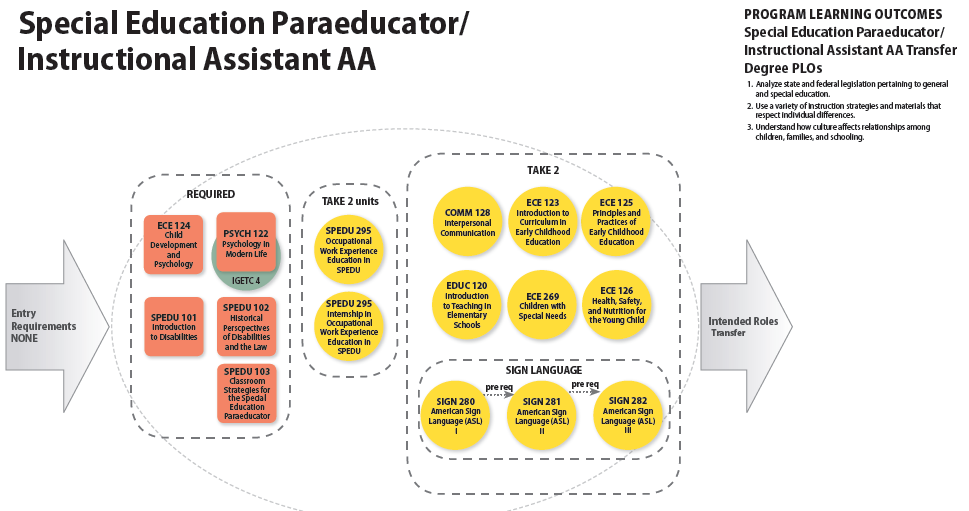 Special Education Paraeducator/
Instructional Assistant AA
PROGRAM LEARNING OUTCOMES
Special Education Paraeducator/
Instructional Assistant AA Transfer
Degree PLOs
1. Analyze state and federal legislation pertaining to general
and special education.
2. Use a variety of instruction strategies and materials that
respect individual differences.
3. Understand how culture affects relationships among
children, families, and schooling.
Entry
Requirements
NONE
REQUIRED
ECE 124
Child
Development
and
Psychology
PSYCH 122
Psychology in
Modern Life
IGETC 4
SPEDU 101
Introduction
to Disabilities
SPEDU 102
Historical
Perspectives
of Disabilities
and the Law
SPEDU 103
Classroom
Strategies for
the Special
Education
Paraeducator
TAKE 2 units
SPEDU 295
Occupational
Work Experience
Education in
SPEDU
SPEDU 295
Internship in
Occupational
Work Experience
Education in
SPEDU
TAKE 2
COMM 128
Interpersonal
Communication
ECE 123
Introduction to
Curriculum in
Early Childhood
Education
ECE 125
Principles and
Practices of
Early Childhood
Education
EDUC 120
Introduction
to Teaching in
Elementary
Schools
ECE 269
Children with
Special Needs
ECE 126
Health, Safety,
and Nutrition for
the Young Child
SIGN LANGUAGE
SIGN 280
American Sign
Language (ASL)
I
pre req
SIGN 281
American Sign
Language (ASL)
II
pre req
SIGN 282
American Sign
Language (ASL)
III
Intended Roles
Transfer